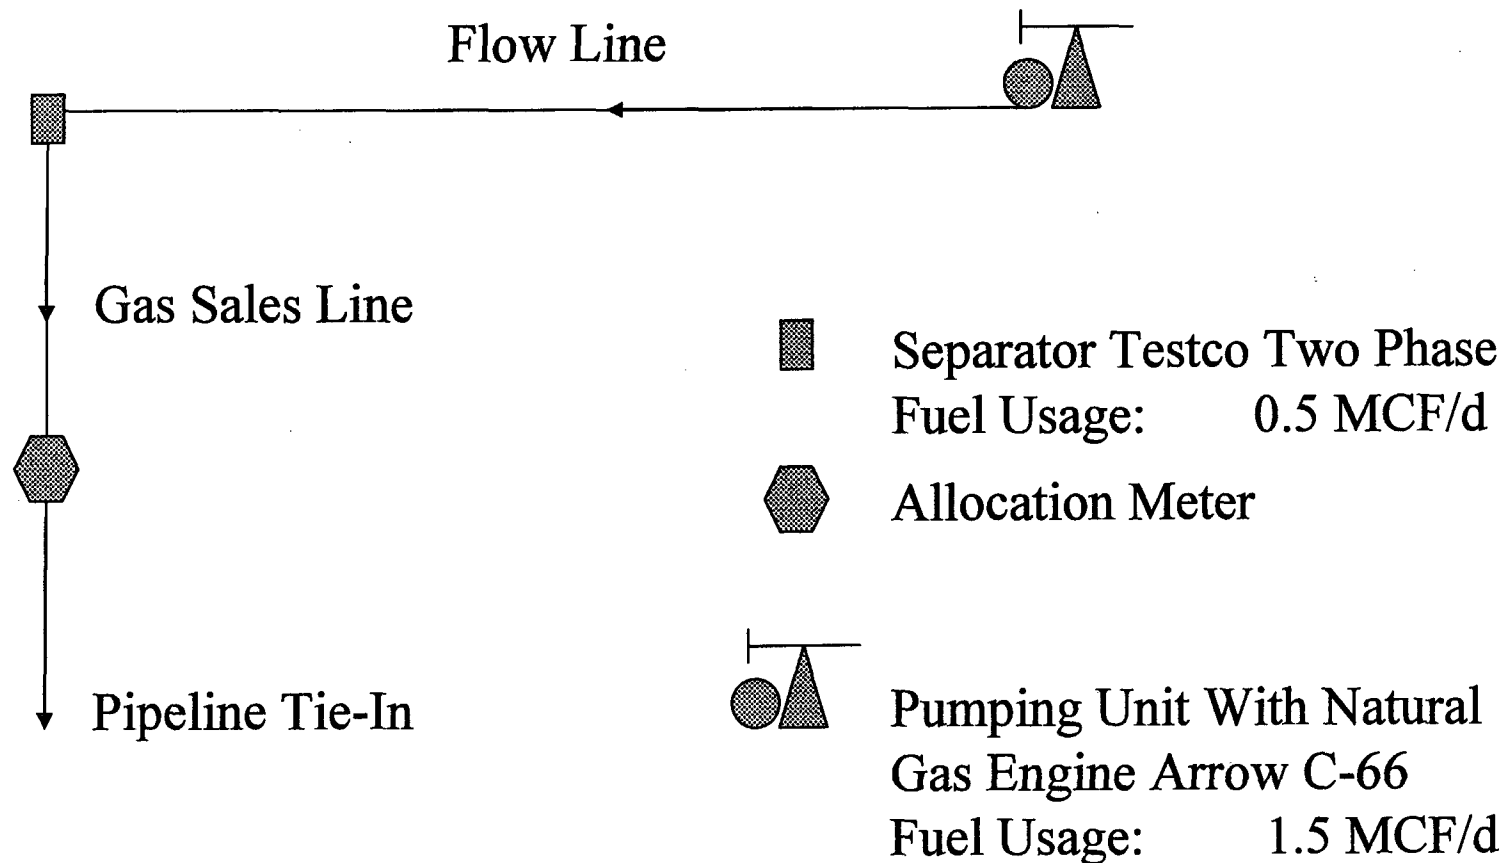 Flow Line
Gas Sales Line
Separator Testco Two Phase
Fuel Usage: 0.5 MCF/d
Allocation Meter
Pipeline Tie-In
Pumping Unit With Natural
Gas Engine Arrow C-66
Fuel Usage: 1.5 MCF/d